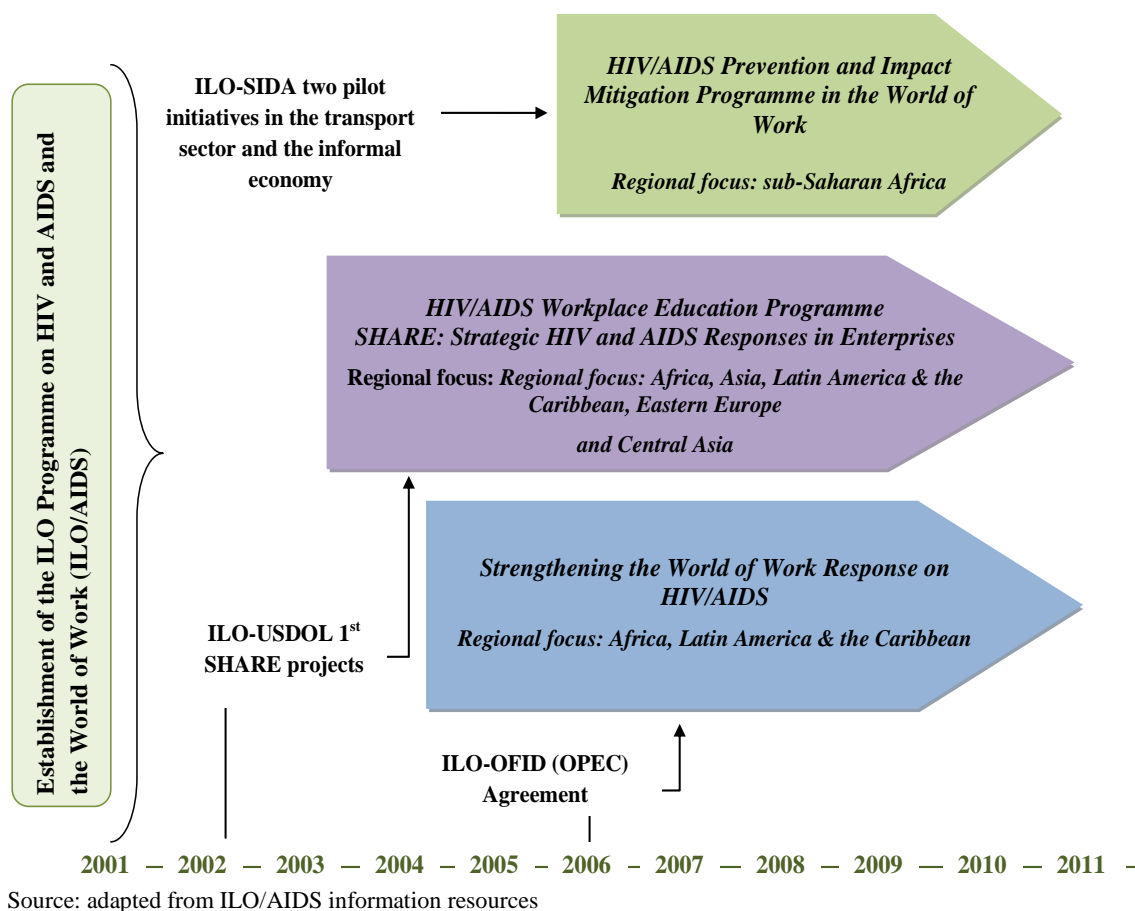 Establishment of the ILO Programme on HIV and AIDS and
the World of Work (ILO/AIDS)
ILO-SIDA two pilot
initiatives in the transport
sector and the informal
economy
HIV/AIDS Prevention and Impact
Mitigation Programme in the World of
Work
Regional focus: sub-Saharan Africa
HIV/AIDS Workplace Education Programme
SHARE: Strategic HIV and AIDS Responses in Enterprises
Regional focus: Regional focus: Africa, Asia, Latin America & the
Caribbean, Eastern Europe
and Central Asia
ILO-USDOL 1st
SHARE projects
Strengthening the World of Work Response on
HIV/AIDS
Regional focus: Africa, Latin America & the Caribbean
ILO-OFID (OPEC)
Agreement
2001 – 2002 – 2003 – 2004 – 2005 – 2006 – 2007 – 2008 – 2009 – 2010 – 2011 -
Source: adapted from ILO/AIDS information resources